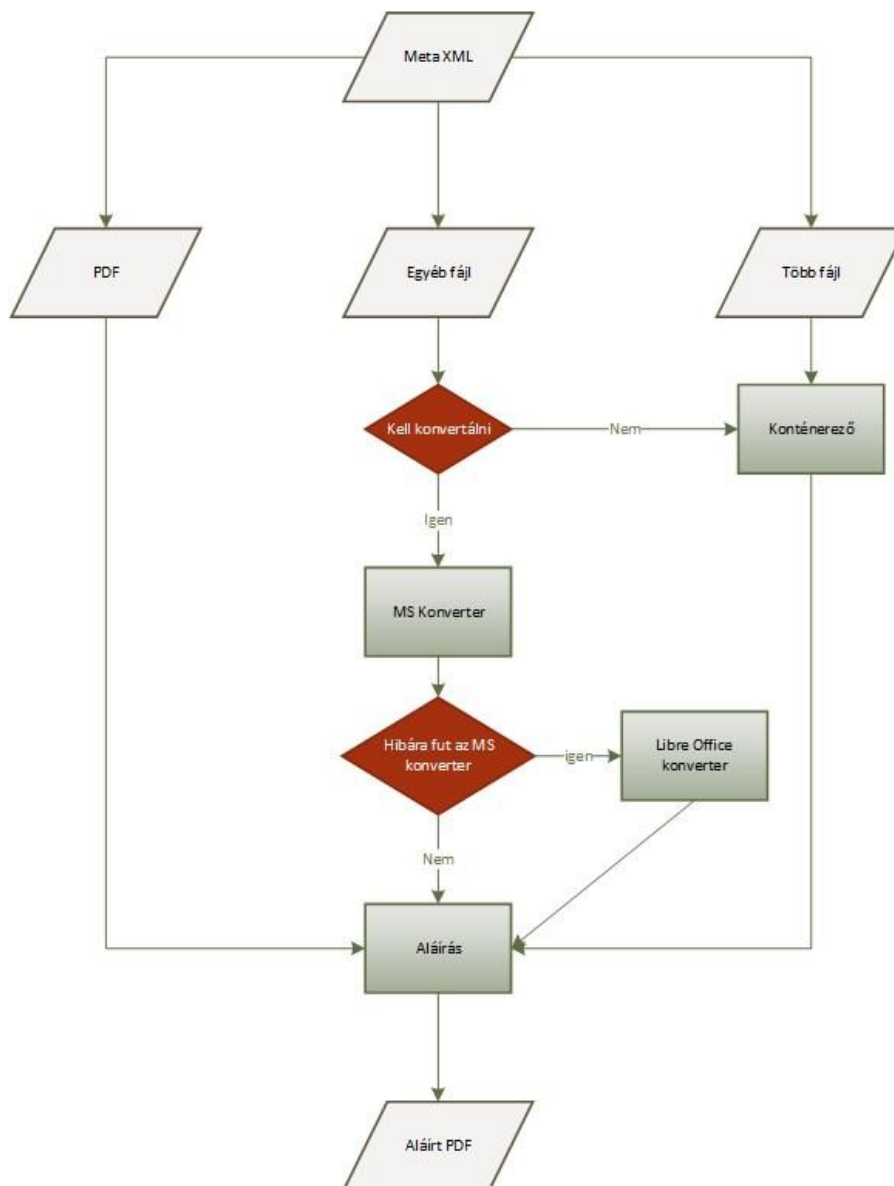 Meta XML
PDF
Egyéb fájl
Több fájl
Kell konvertálni
Nem
Konténerező
Igen
MS Konverter
Hibára fut az MS
konverter
igen
Libre Office
konverter
Nem
Aláírás
Aláírt PDF